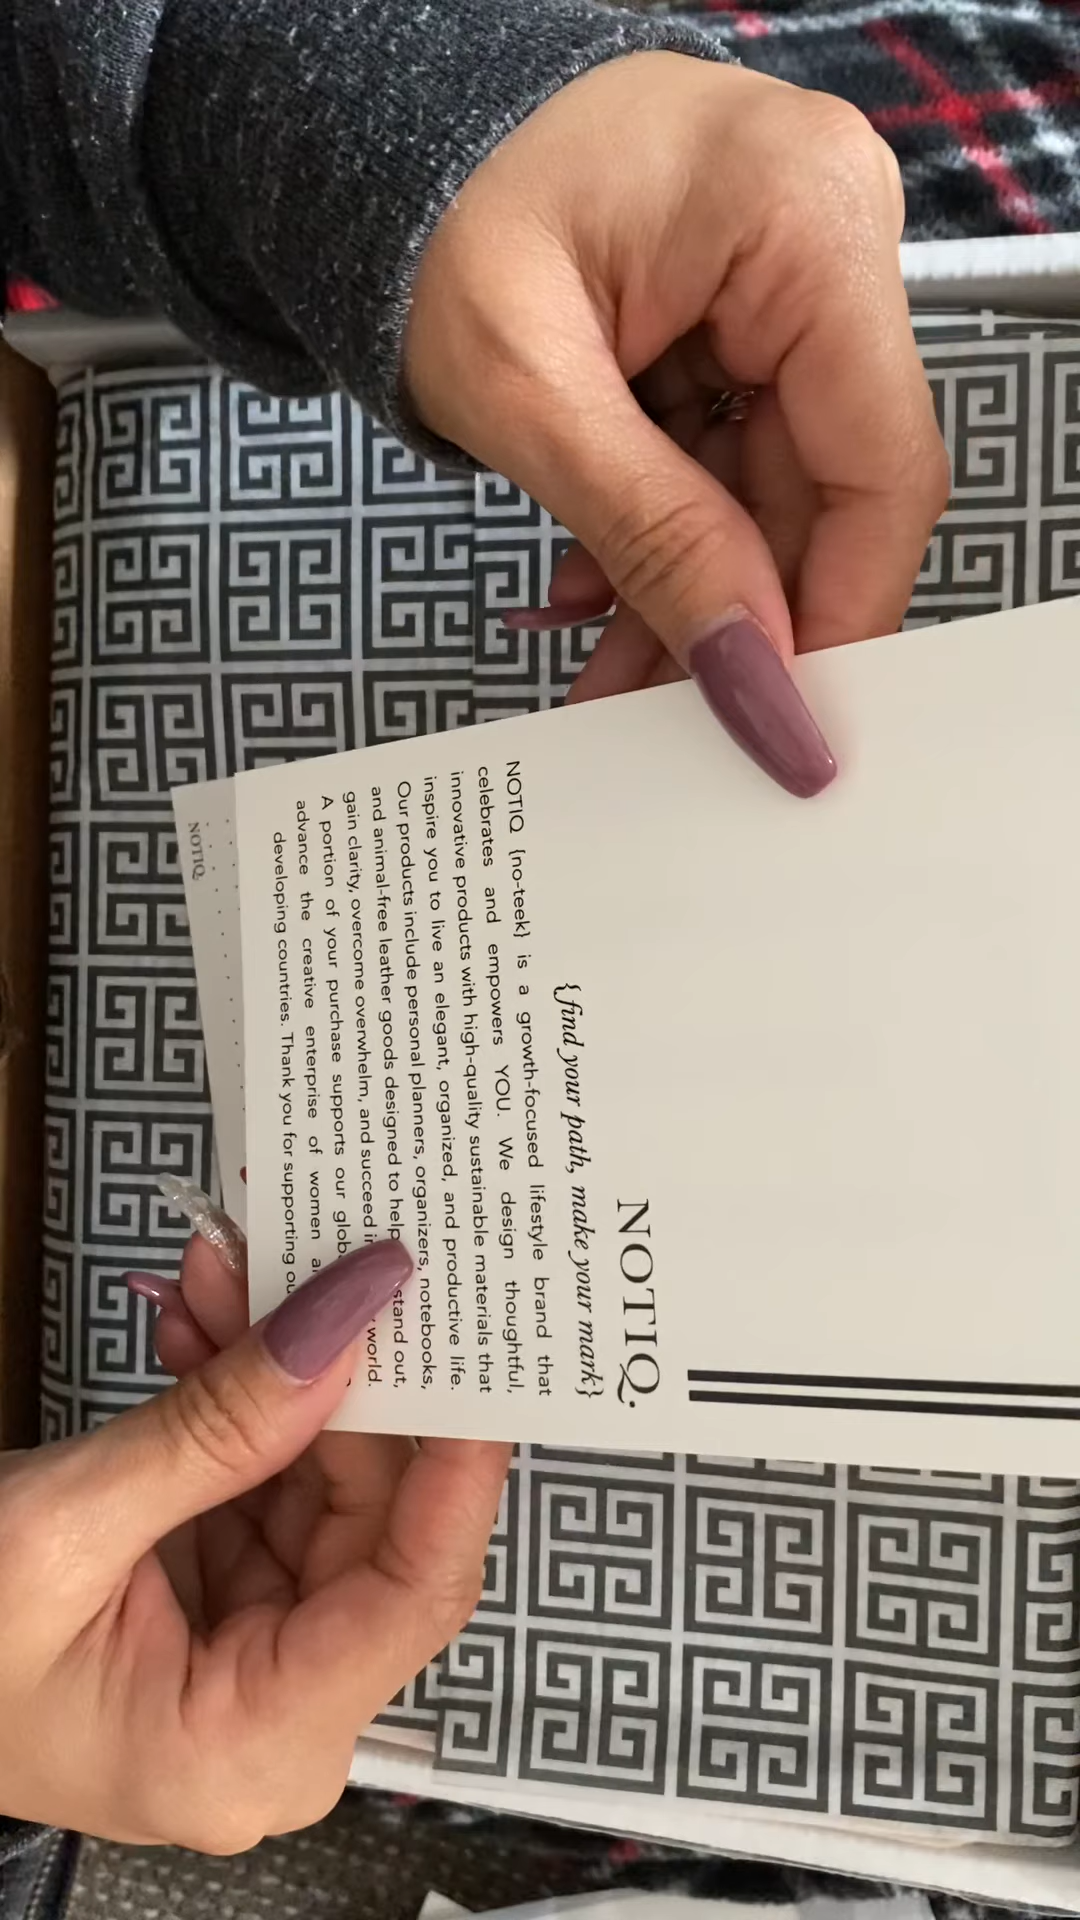 NOTIQ.
{find your path, make your mark}
NOTIQ {no-teek} is a growth-focused lifestyle brand that
celebrates and empowers YOU. We design thoughtful,
innovative products with high-quality sustainable materials that
inspire you to live an elegant, organized, and productive life.
Our products include personal planners, organizers, notebooks,
and animal-free leather goods designed to help stand out,
gain clarity, overcome overwhelm, and succeed world.
A portion of your purchase supports our
advance the creative enterprise of women
developing countries. Thank you for supporting
NOTIQ.